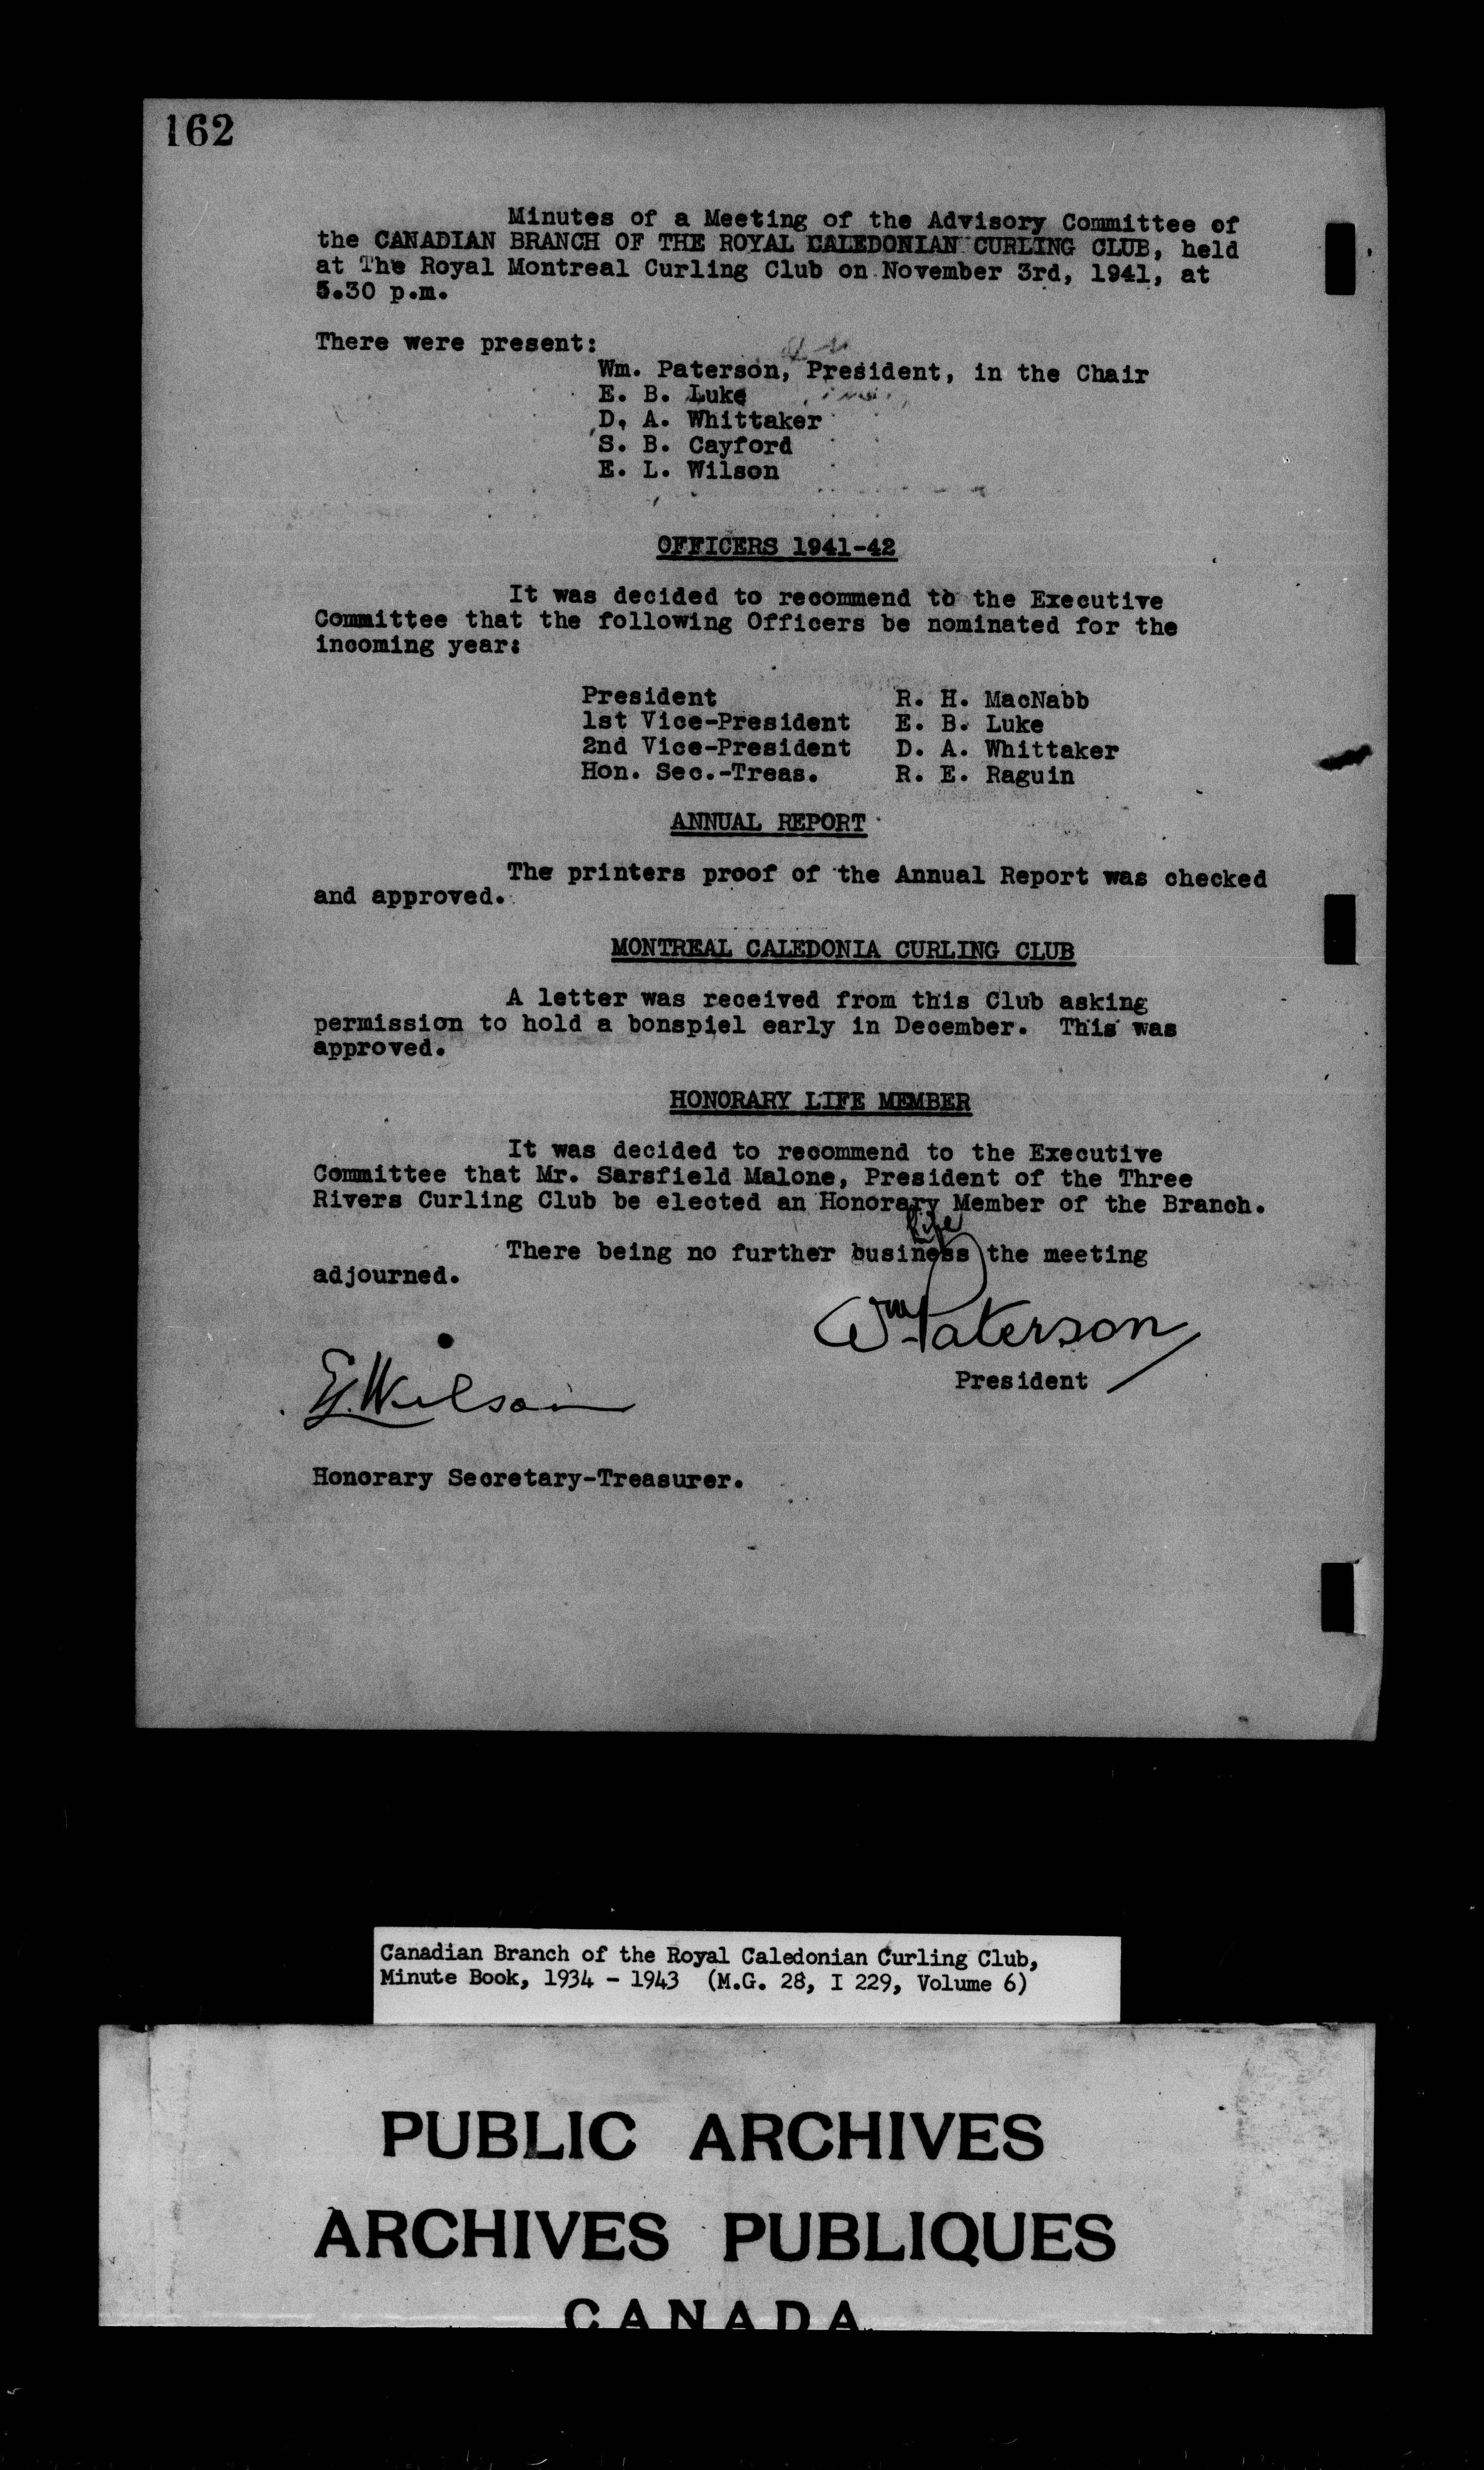 162
Minutes of a Meeting of the Advisory Committee of
the CANADIAN BRANCH OF THE ROYAL CALEDONIAN CURLING CLUB, held
at The Royal Montreal Curling Club on November 3rd, 1941, at
5.30 p.m.
There were present:
Wm. Paterson, President, in the Chair
E. B. Luke
D. A. Whittaker
S. B. Cayford
E. L. Wilson
OFFICERS 1941-42
It was decided to recommend to the Executive
Committee that the following Officers be nominated for the
incoming year:
President R. H. MacNabb
1st Vice-President E. B. Luke
2nd Vice-President D. A. Whittaker
Hon. Sec.-Treas. R. E. Raguin
ANNUAL REPORT
The printers proof of the Annual Report was checked
and approved.
MONTREAL CALEDONIA CURLING CLUB
A letter was received from this Club asking
permission to hold a bonspiel early in December. This was
approved.
HONORARY LIFE MEMBER
It was decided to recommend to the Executive
Committee that Mr. Sarsfield Malone, President of the Three
Rivers Curling Club be elected an Honorary Member of the Branch.
life
There being no further business the meeting
adjourned.
Wm Paterson
President
E.L. Wilson
Honorary Secretary-Treasurer.
Canadian Branch of the Royal Caledonian Curling Club,
Minute Book, 1934 - 1943 (M.G. 28, I 229, Volume 6)
PUBLIC ARCHIVES
ARCHIVES PUBLIQUES
CANADA